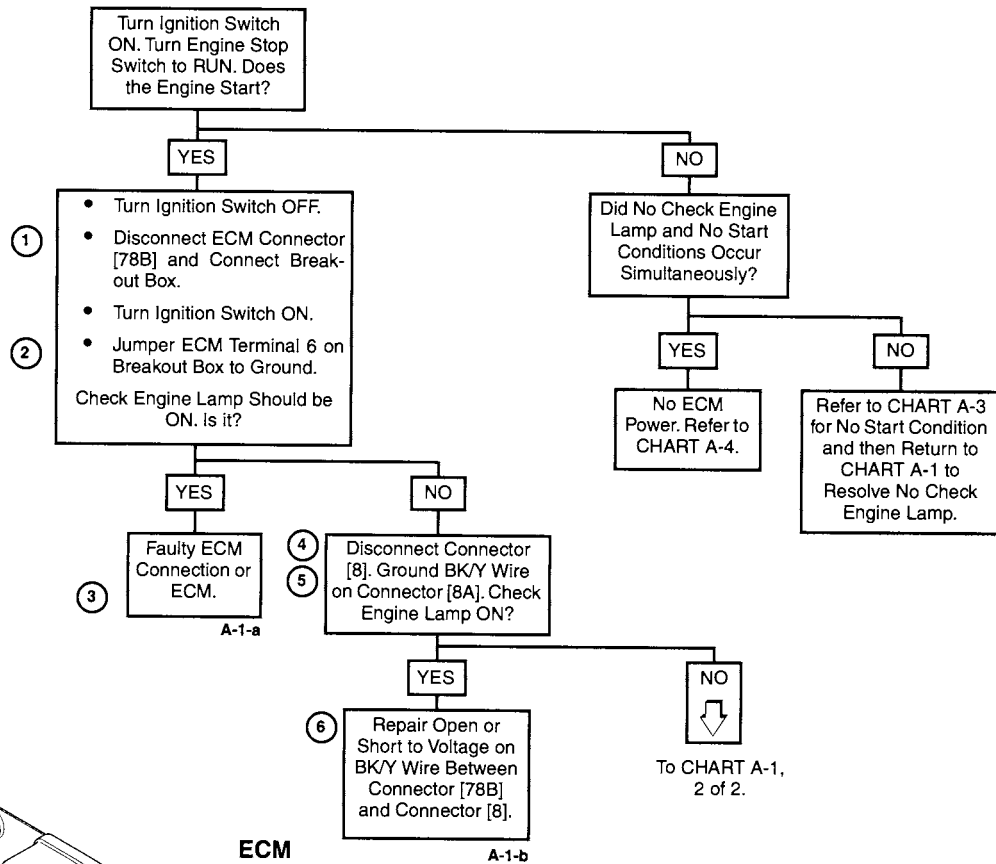 Turn Ignition Switch
ON. Turn Engine Stop
Switch to RUN. Does
the Engine Start?
YES
NO
1
• Turn Ignition Switch OFF.
• Disconnect ECM Connector
[78B] and Connect Break-
out Box.
• Turn Ignition Switch ON.
2
• Jumper ECM Terminal 6 on
Breakout Box to Ground.
Check Engine Lamp Should be
ON. Is it?
Did No Check Engine
Lamp and No Start
Conditions Occur
Simultaneously?
YES
NO
No ECM
Power. Refer to
CHART A-4.
Refer to CHART A-3
for No Start Condition
and then Return to
CHART A-1 to
Resolve No Check
Engine Lamp.
YES
NO
3
Faulty ECM
Connection or
ECM.
A-1-a
4
5
Disconnect Connector
[8]. Ground BK/Y Wire
on Connector [8A]. Check
Engine Lamp ON?
YES
NO
6
Repair Open or
Short to Voltage on
BK/Y Wire Between
Connector [78B]
and Connector [8].
A-1-b
To CHART A-1,
2 of 2.
ECM